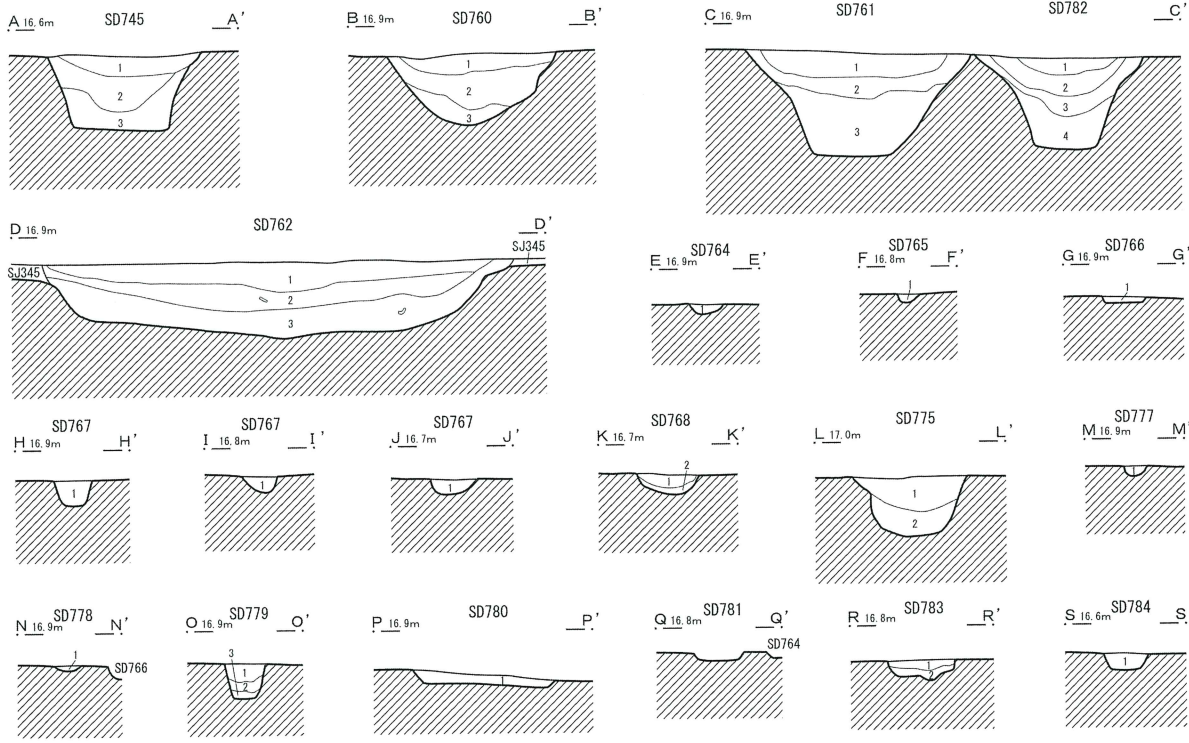 SD745
A 16.6m A'
1
2
3
SD760
B 16.9m B'
1
2
3
SD761 SD782
C 16.9m C'
1
2
3
1
2
3
4
SD762
D 16.9m D'
SJ345
SJ345
1
2
3
SD764
E 16.9m E'
1
SD765
F 16.8m F'
1
SD766
G 16.9m G'
1
SD767
H 16.9m H'
1
SD767
I 16.8m I'
1
SD767
J 16.7m J'
1
SD768
K 16.7m K'
2
1
SD775
L 17.0m L'
1
2
SD777
M 16.9m M'
1
SD778
N 16.9m N'
1
SD766
SD779
O 16.9m O'
3
1
2
SD780
P 16.9m P'
1
SD781
Q 16.8m Q'
SD764
SD783
R 16.8m R'
1
2
SD784
S 16.6m S
1